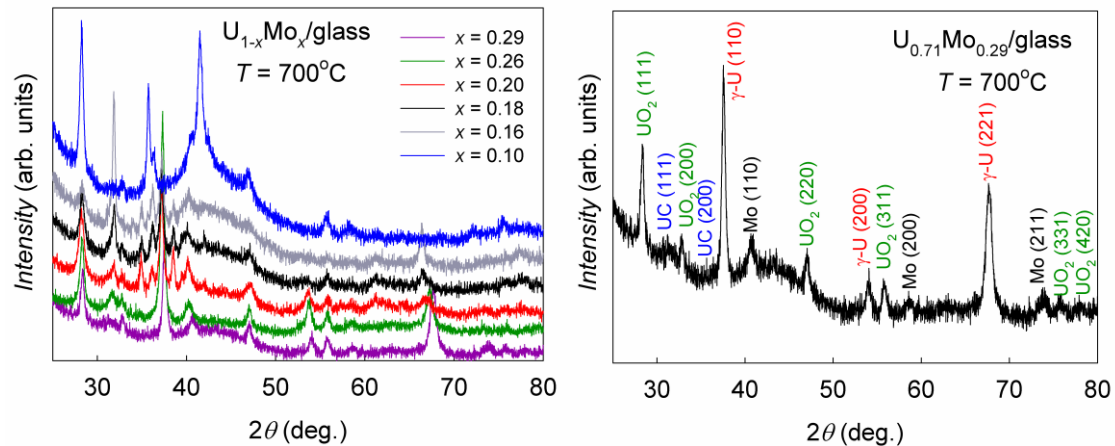 U₁₋ₓMoₓ/glass
T = 700°C
x = 0.29
x = 0.26
x = 0.20
x = 0.18
x = 0.16
x = 0.10
Intensity (arb. units)
30 40 50 60 70 80
2θ (deg.)
U₀.₇₁Mo₀.₂₉/glass
T = 700°C
UO₂ (111)
UC (111)
UO₂ (200)
UC (200)
γ-U (110)
Mo (110)
UO₂ (220)
γ-U (200)
UO₂ (311)
Mo (200)
γ-U (221)
Mo (211)
UO₂ (331)
UO₂ (420)
Intensity (arb. units)
30 40 50 60 70 80
2θ (deg.)